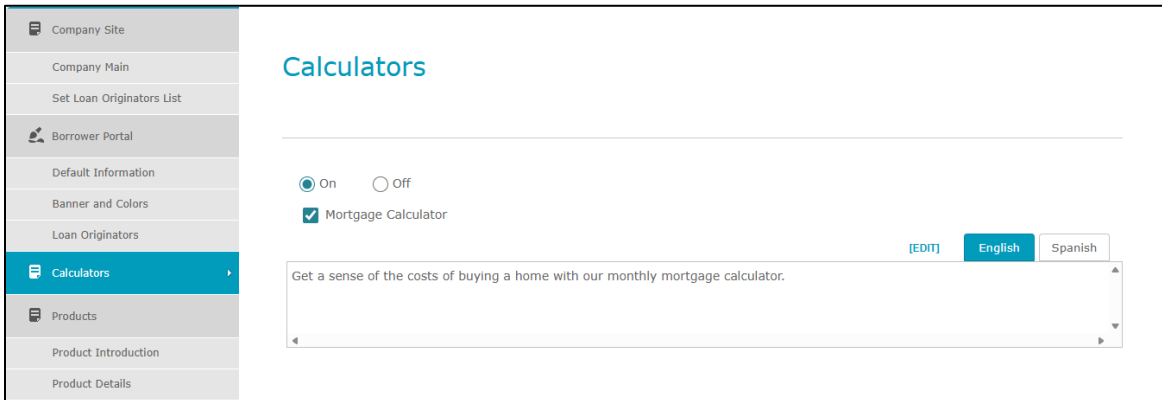 Company Site
Company Main
Set Loan Originators List
Borrower Portal
Default Information
Banner and Colors
Loan Originators
Calculators
Products
Product Introduction
Product Details
Calculators
On Off
Mortgage Calculator
[EDIT] English Spanish
Get a sense of the costs of buying a home with our monthly mortgage calculator.